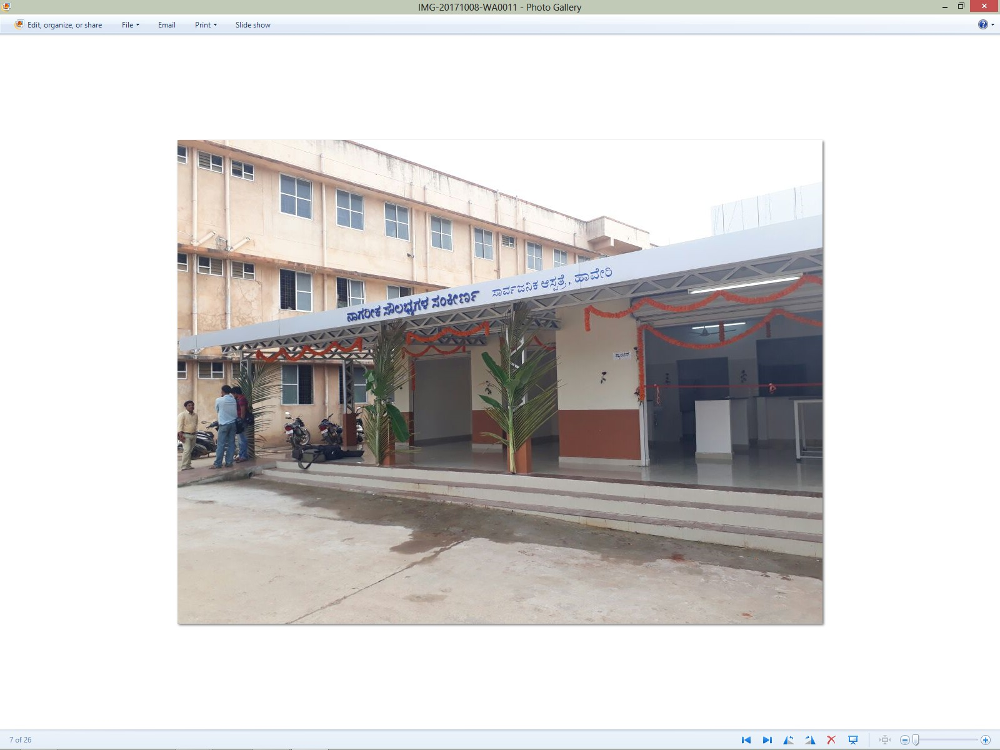 IMG-20171008-WA0011 - Photo Gallery
Edit, organize, or share File Email Print Slide show
ನಾಗರೀಕ ಸೌಲಭ್ಯಗಳ ಸಂಕೀರ್ಣ ಸಾರ್ವಜನಿಕ ಆಸ್ಪತ್ರೆ, ಹಾವೇರಿ
ಕ್ಯಾಂಟಿನ್
7 of 26